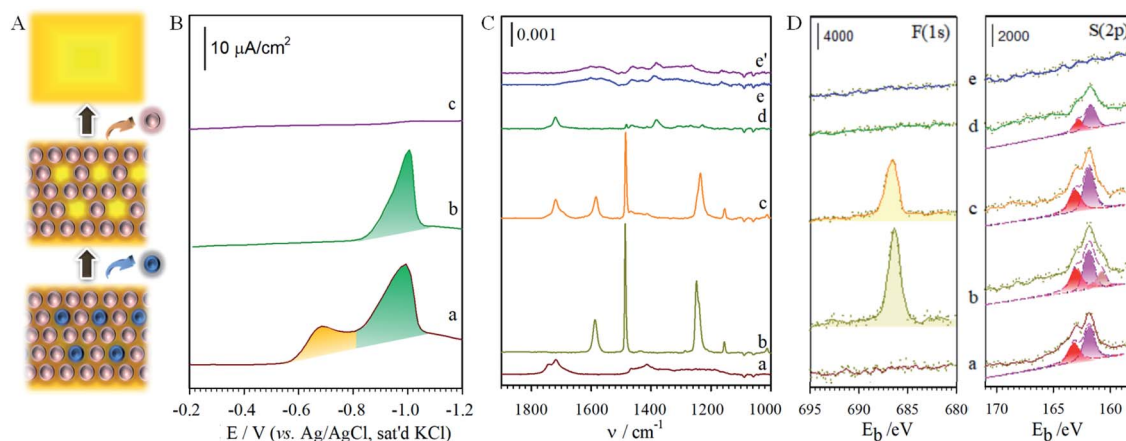 A
B
10 µA/cm²
c
b
a
-0.2 -0.4 -0.6 -0.8 -1.0 -1.2
E / V (vs. Ag/AgCl, sat'd KCl)
C
0.001
e'
e
d
c
b
a
1800 1600 1400 1200 1000
ν / cm⁻¹
D
4000 F(1s)
695 690 685 680
E_b /eV
2000 S(2p)
e
d
c
b
a
170 165 160
E_b /eV